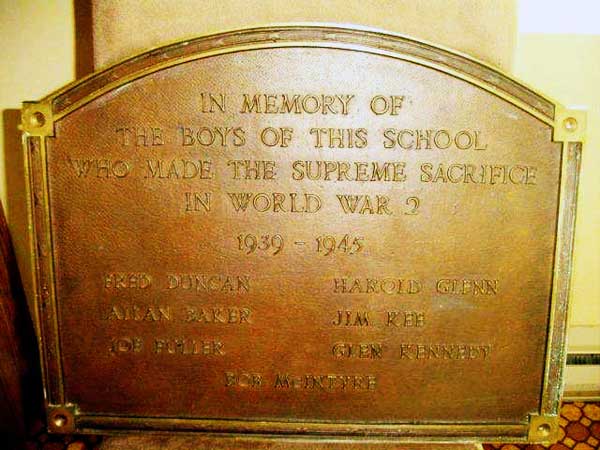 IN MEMORY OF
THE BOYS OF THIS SCHOOL
WHO MADE THE SUPREME SACRIFICE
IN WORLD WAR 2
1939 - 1945
FRED DUNCAN HAROLD GLENN
ALLAN BAKER JIM KEE
JOE FULLER GLEN KENNEDY
BOB McINTYRE